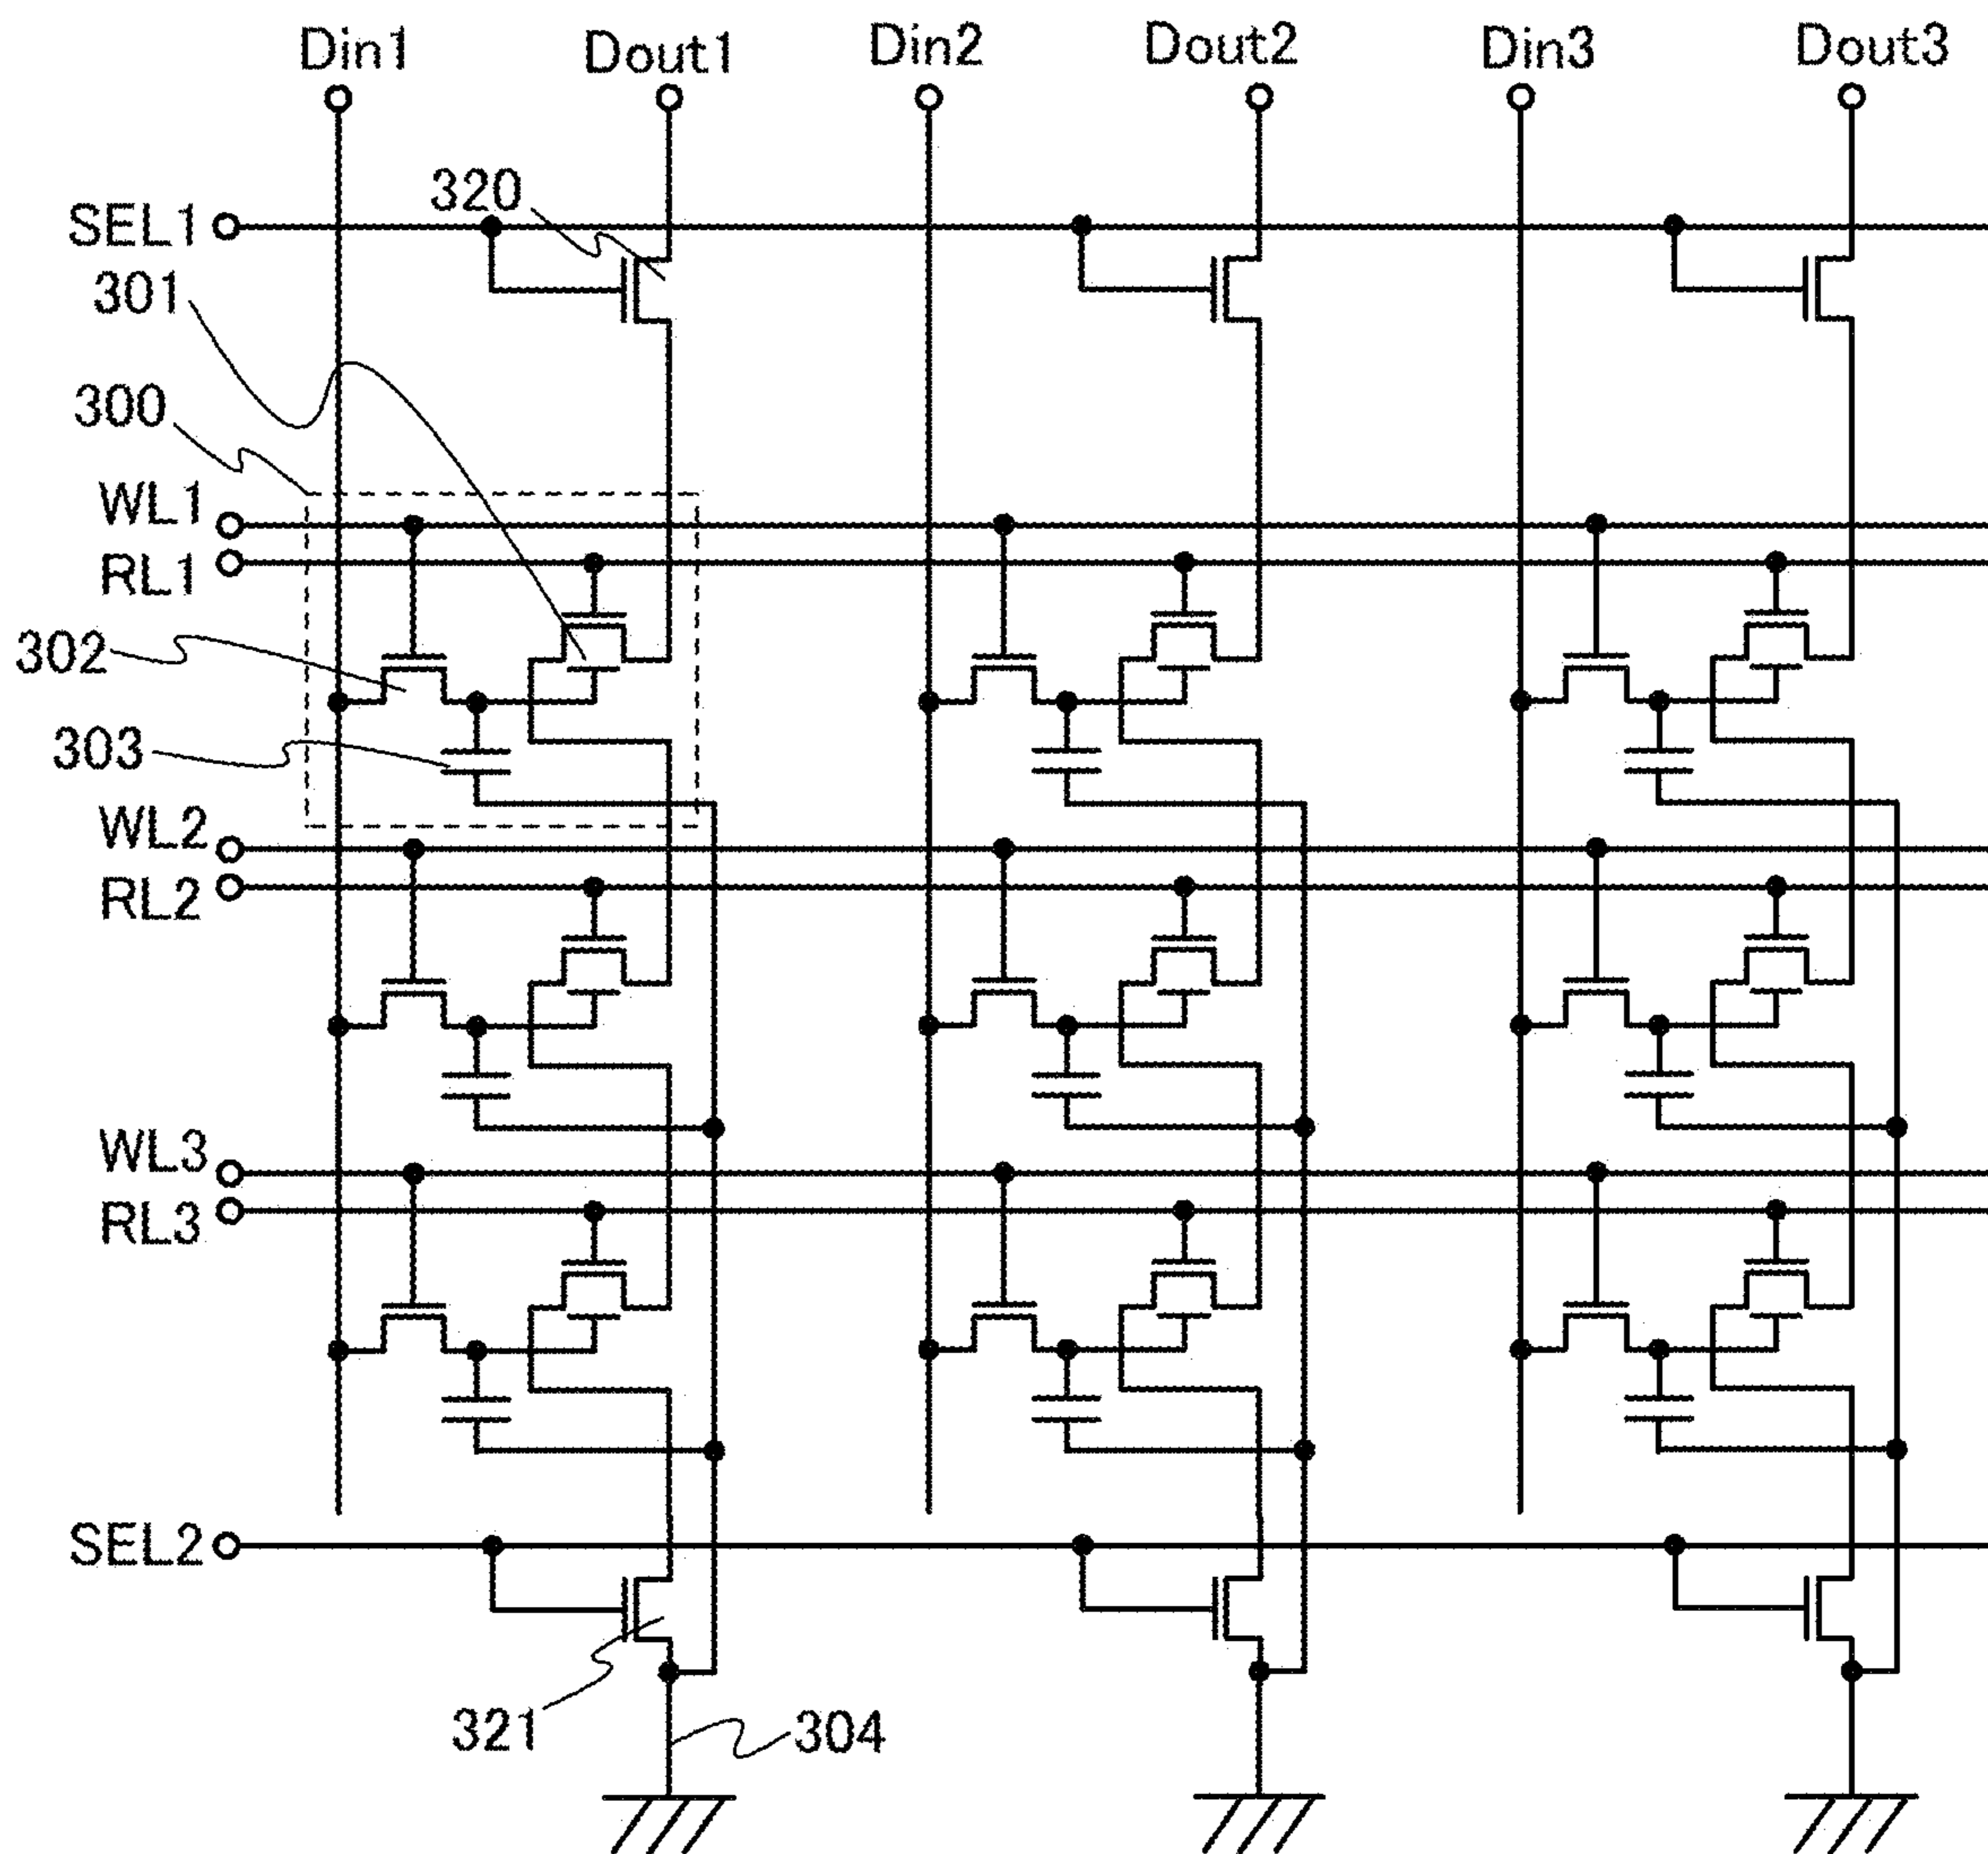 Din1
Dout1
Din2
Dout2
Din3
Dout3
320
SEL1
301
300
WL1
RL1
302
303
WL2
RL2
WL3
RL3
SEL2
321
304